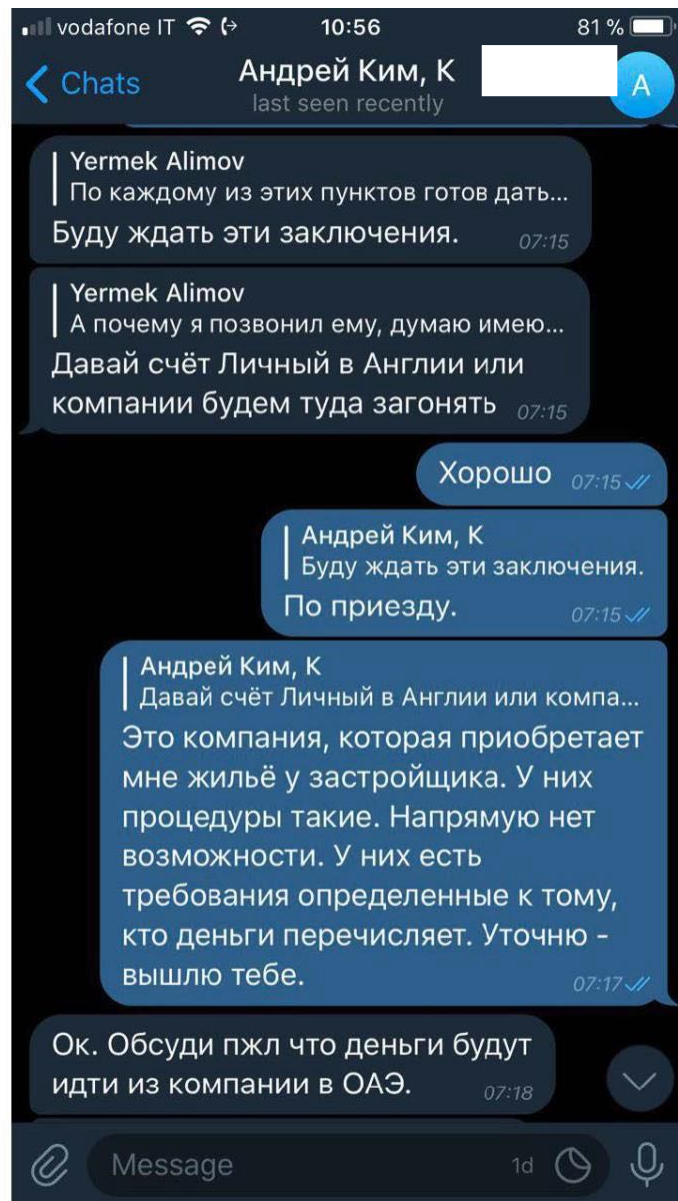 vodafone IT 10:56 81 %
Chats
Андрей Ким, К
A
last seen recently
Yermek Alimov
По каждому из этих пунктов готов дать...
Буду ждать эти заключения. 07:15
Yermek Alimov
А почему я позвонил ему, думаю имею...
Давай счёт Личный в Англии или
компании будем туда загонять 07:15
Хорошо 07:15
Андрей Ким, К
Буду ждать эти заключения.
По приезду. 07:15
Андрей Ким, К
Давай счёт Личный в Англии или компа...
Это компания, которая приобретает
мне жильё у застройщика. У них
процедуры такие. Напрямую нет
возможности. У них есть
требования определенные к тому,
кто деньги перечисляет. Уточню -
вышлю тебе. 07:17
Ок. Обсуди пжл что деньги будут
идти из компании в ОАЭ. 07:18
Message 1d